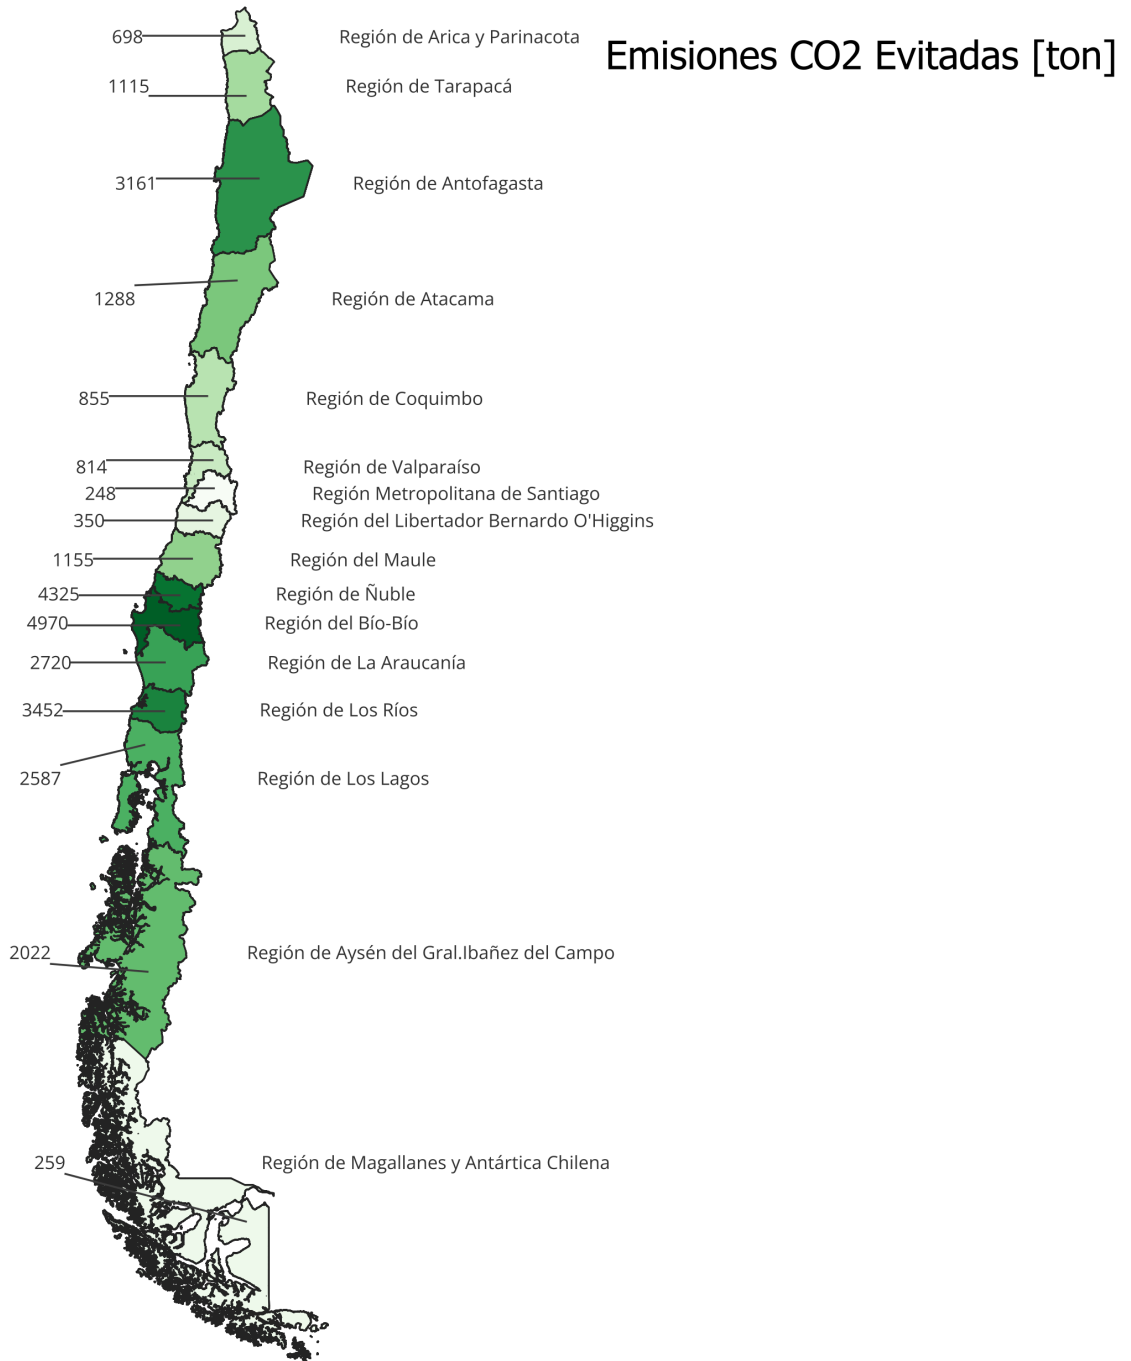 Emisiones CO2 Evitadas [ton]
698 Región de Arica y Parinacota
1115 Región de Tarapacá
3161 Región de Antofagasta
1288 Región de Atacama
855 Región de Coquimbo
814 Región de Valparaíso
248 Región Metropolitana de Santiago
350 Región del Libertador Bernardo O'Higgins
1155 Región del Maule
4325 Región de Ñuble
4970 Región del Bío-Bío
2720 Región de La Araucanía
3452 Región de Los Ríos
2587 Región de Los Lagos
2022 Región de Aysén del Gral.Ibañez del Campo
259 Región de Magallanes y Antártica Chilena